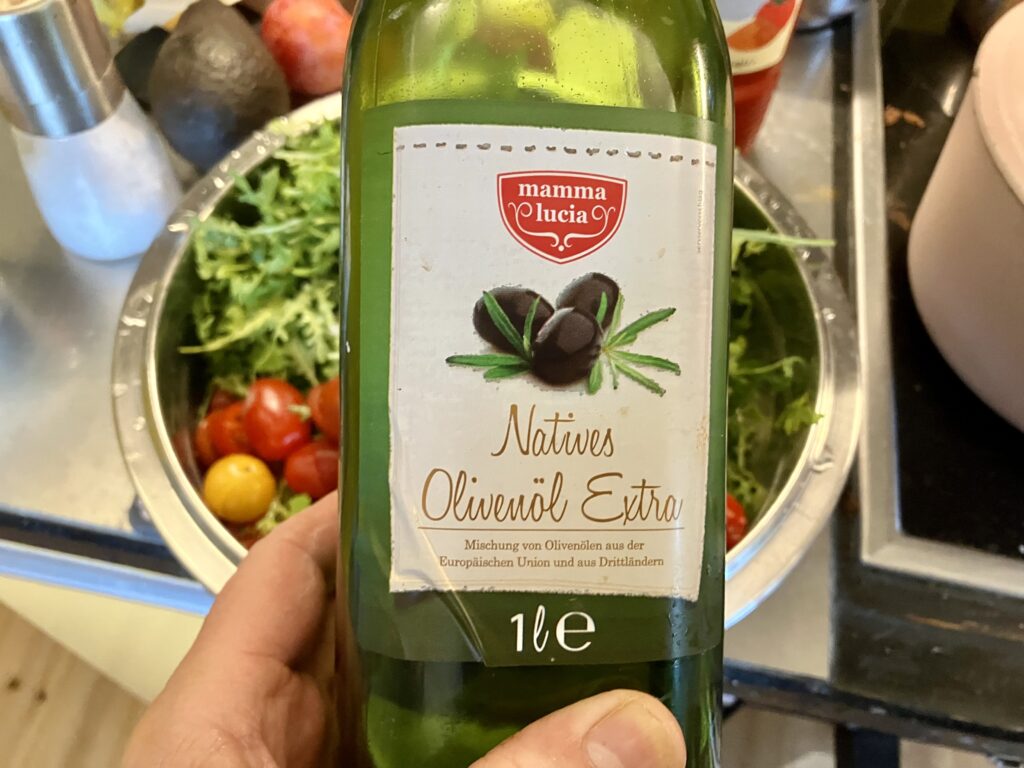 mamma
lucia
Natives
Olivenöl Extra
Mischung von Olivenölen aus der
Europäischen Union und aus Drittländern
1ℓ℮